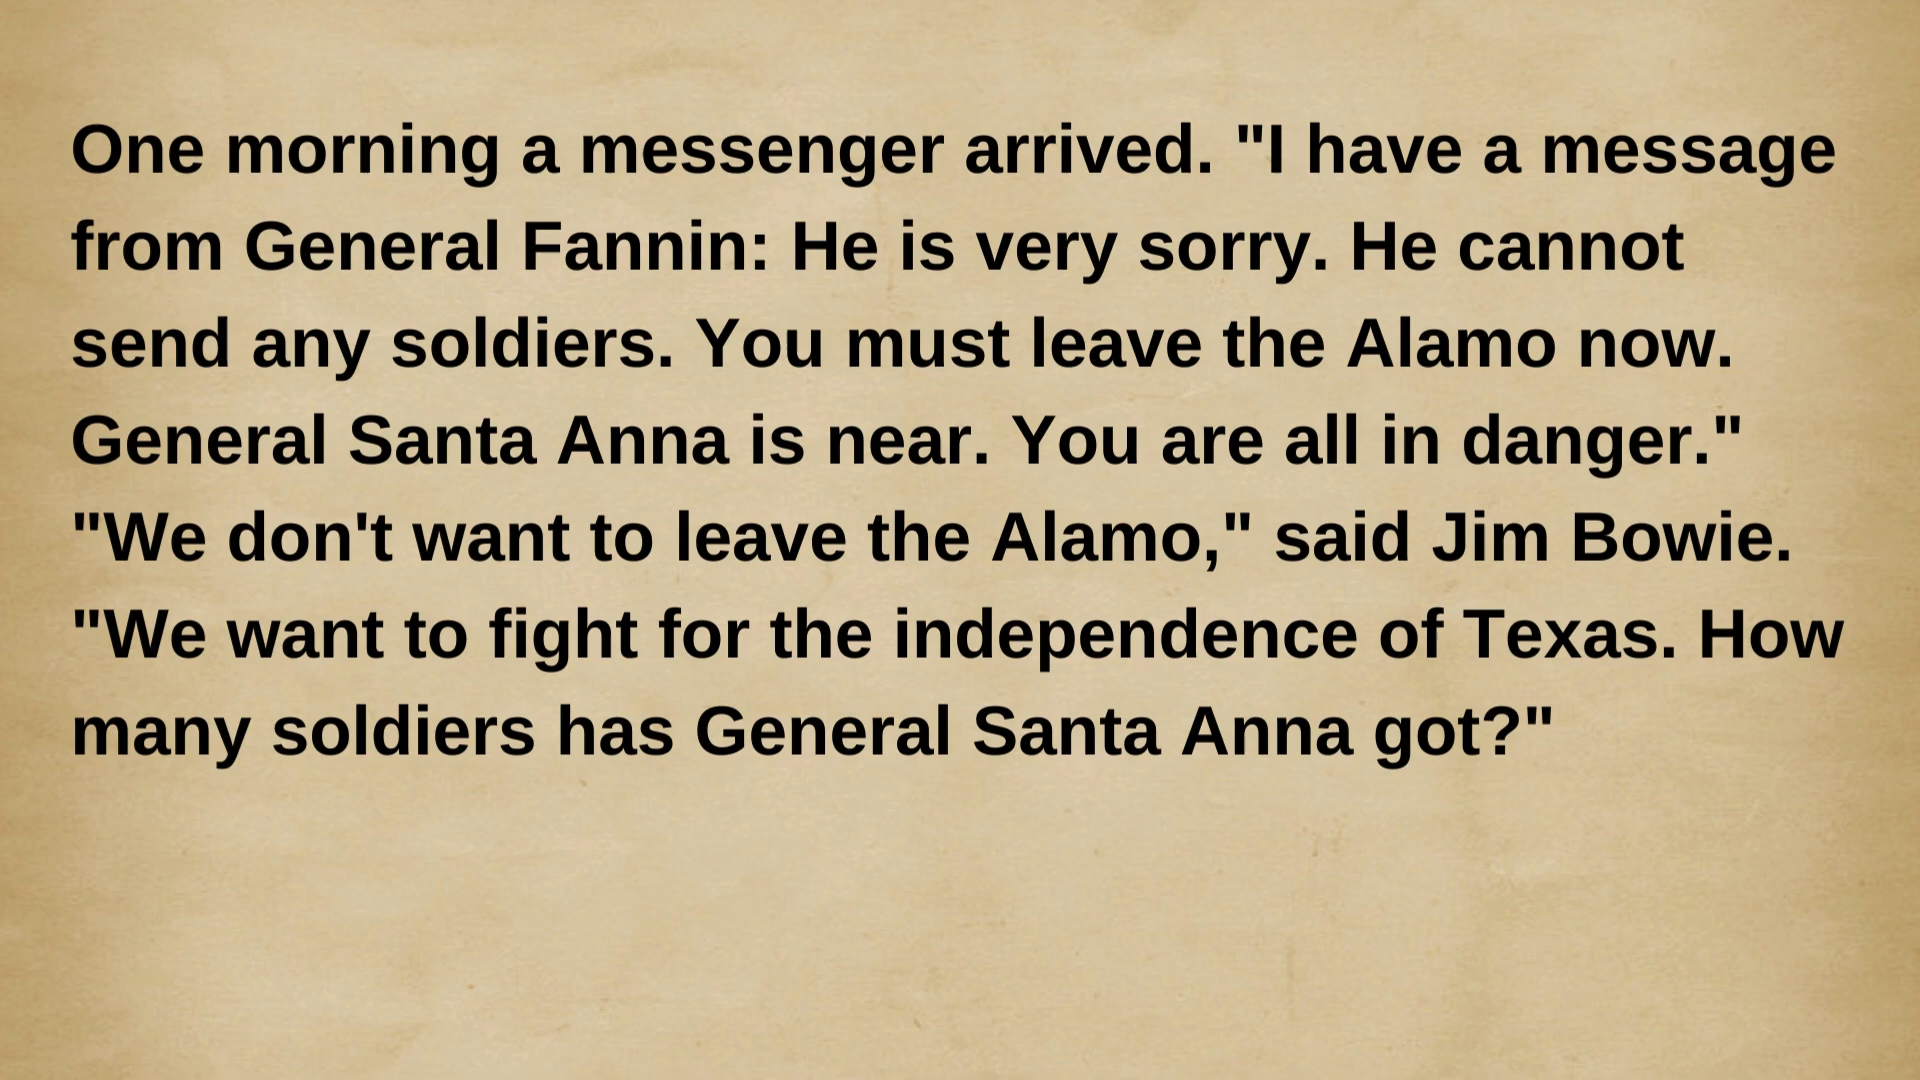 One morning a messenger arrived. "I have a message
from General Fannin: He is very sorry. He cannot
send any soldiers. You must leave the Alamo now.
General Santa Anna is near. You are all in danger."
"We don't want to leave the Alamo," said Jim Bowie.
"We want to fight for the independence of Texas. How
many soldiers has General Santa Anna got?"